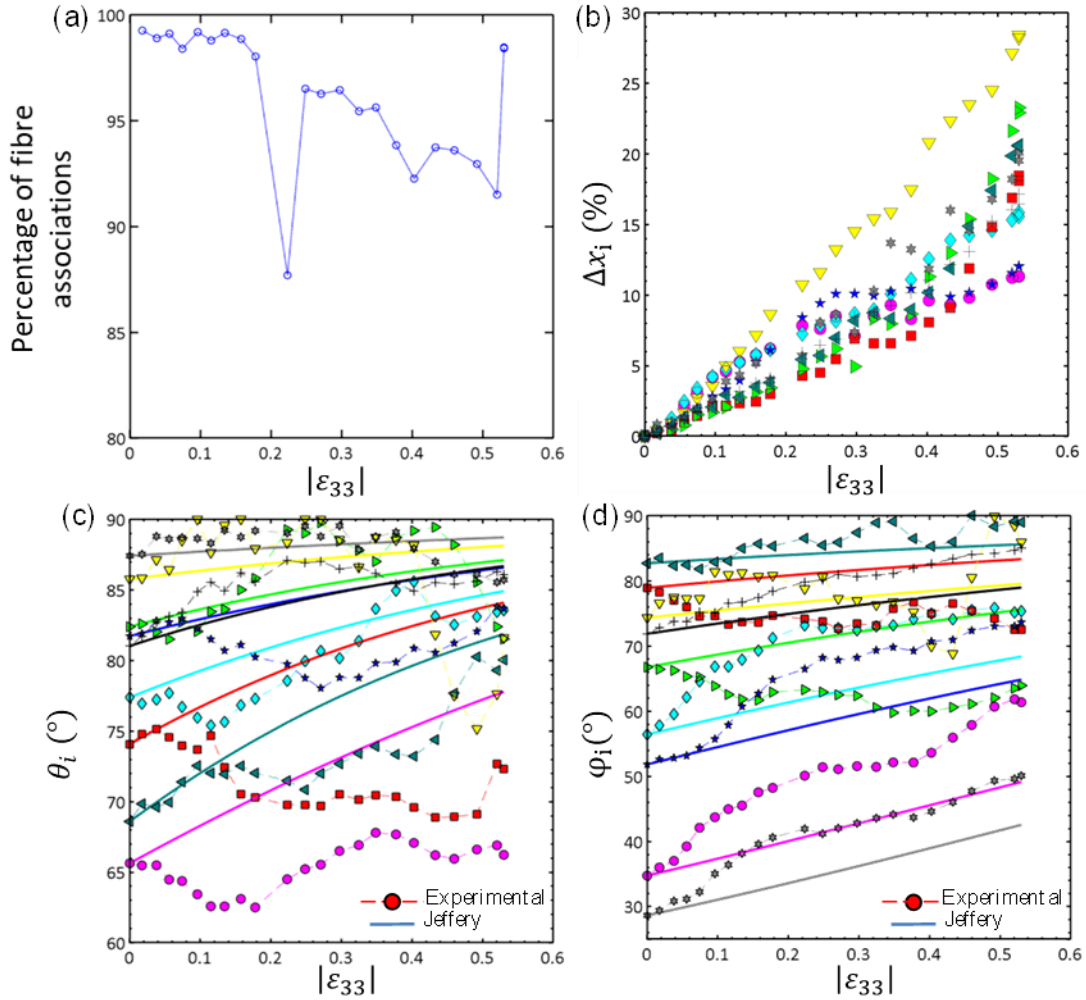 (a)
100
95
90
85
80
Percentage of fibre
associations
0 0.1 0.2 0.3 0.4 0.5 0.6
|ε₃₃|
(b)
30
25
20
15
10
5
0
Δxᵢ (%)
0 0.1 0.2 0.3 0.4 0.5 0.6
|ε₃₃|
(c)
90
85
80
75
70
65
60
θᵢ (°)
Experimental
Jeffery
0 0.1 0.2 0.3 0.4 0.5 0.6
|ε₃₃|
(d)
90
80
70
60
50
40
30
φᵢ(°)
Experimental
Jeffery
0 0.1 0.2 0.3 0.4 0.5 0.6
|ε₃₃|